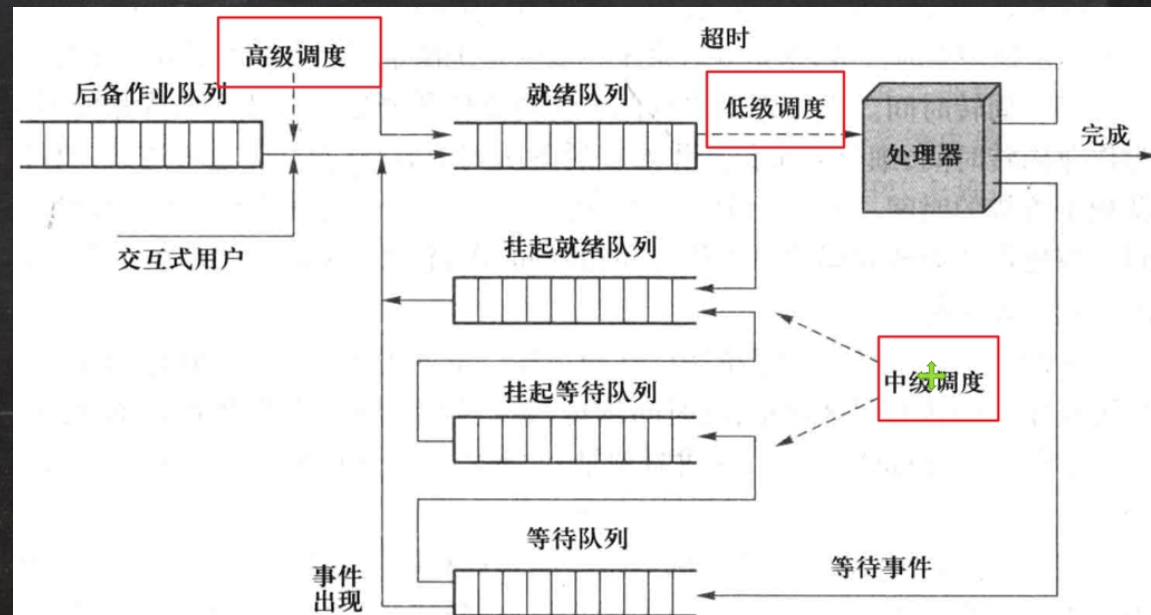 高级调度
超时
后备作业队列
就绪队列
低级调度
处理器
完成
交互式用户
挂起就绪队列
挂起等待队列
中级调度
等待队列
等待事件
事件
出现